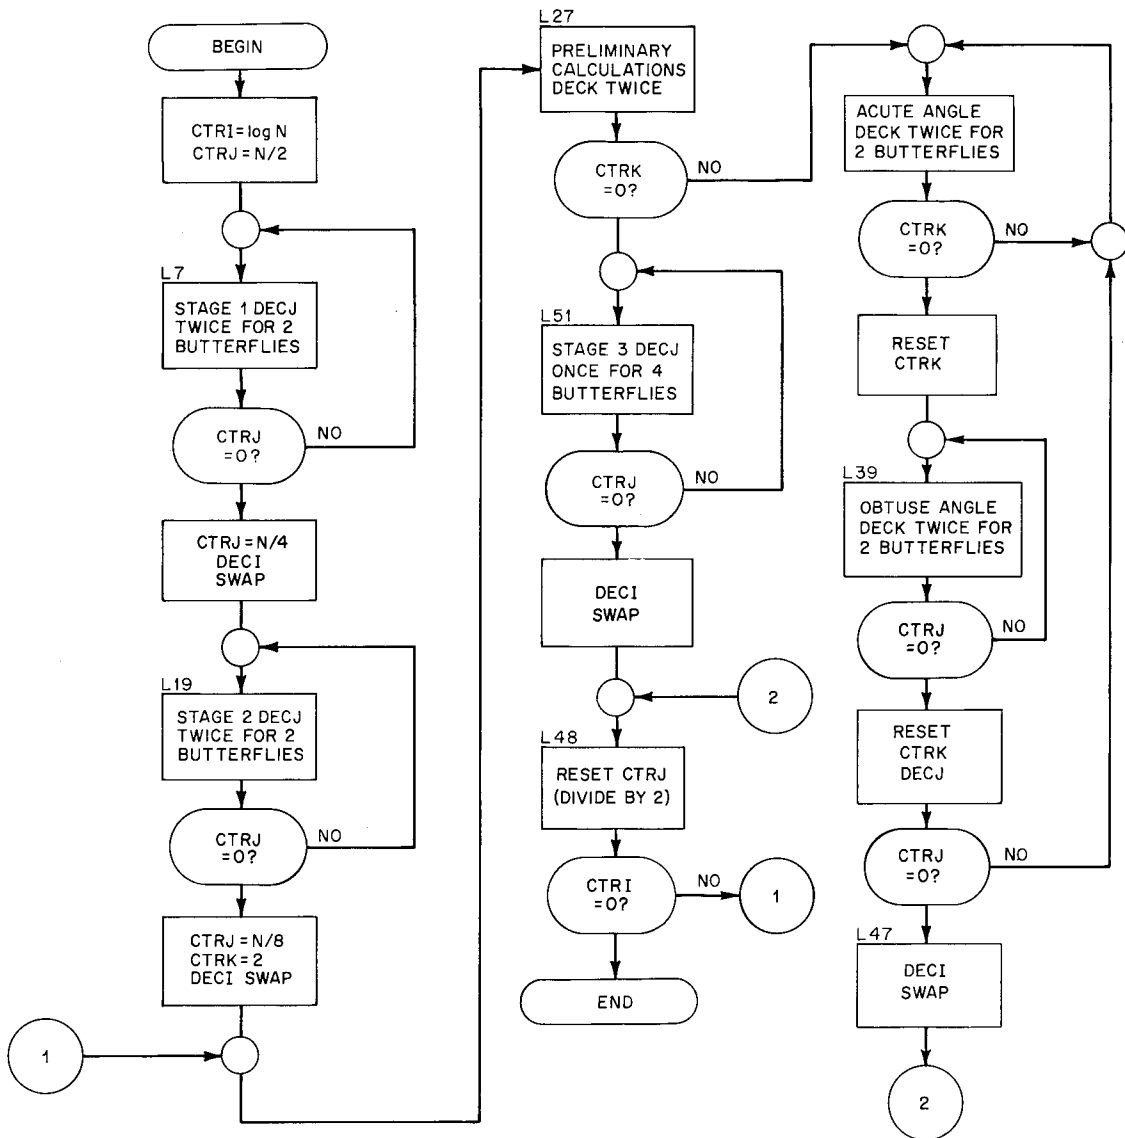 BEGIN
CTRI=log N
CTRJ=N/2
L7
STAGE 1 DECJ
TWICE FOR 2
BUTTERFLIES
CTRJ
=0?
NO
CTRJ=N/4
DECI
SWAP
L19
STAGE 2 DECJ
TWICE FOR 2
BUTTERFLIES
CTRJ
=0?
NO
CTRJ=N/8
CTRK=2
DECI SWAP
1
L27
PRELIMINARY
CALCULATIONS
DECK TWICE
CTRK
=0?
NO
L51
STAGE 3 DECJ
ONCE FOR 4
BUTTERFLIES
CTRJ
=0?
NO
DECI
SWAP
2
L48
RESET CTRJ
(DIVIDE BY 2)
CTRI
=0?
NO
1
END
ACUTE ANGLE
DECK TWICE FOR
2 BUTTERFLIES
CTRK
=0?
NO
RESET
CTRK
L39
OBTUSE ANGLE
DECK TWICE FOR
2 BUTTERFLIES
CTRJ
=0?
NO
RESET
CTRK
DECJ
CTRJ
=0?
NO
L47
DECI
SWAP
2